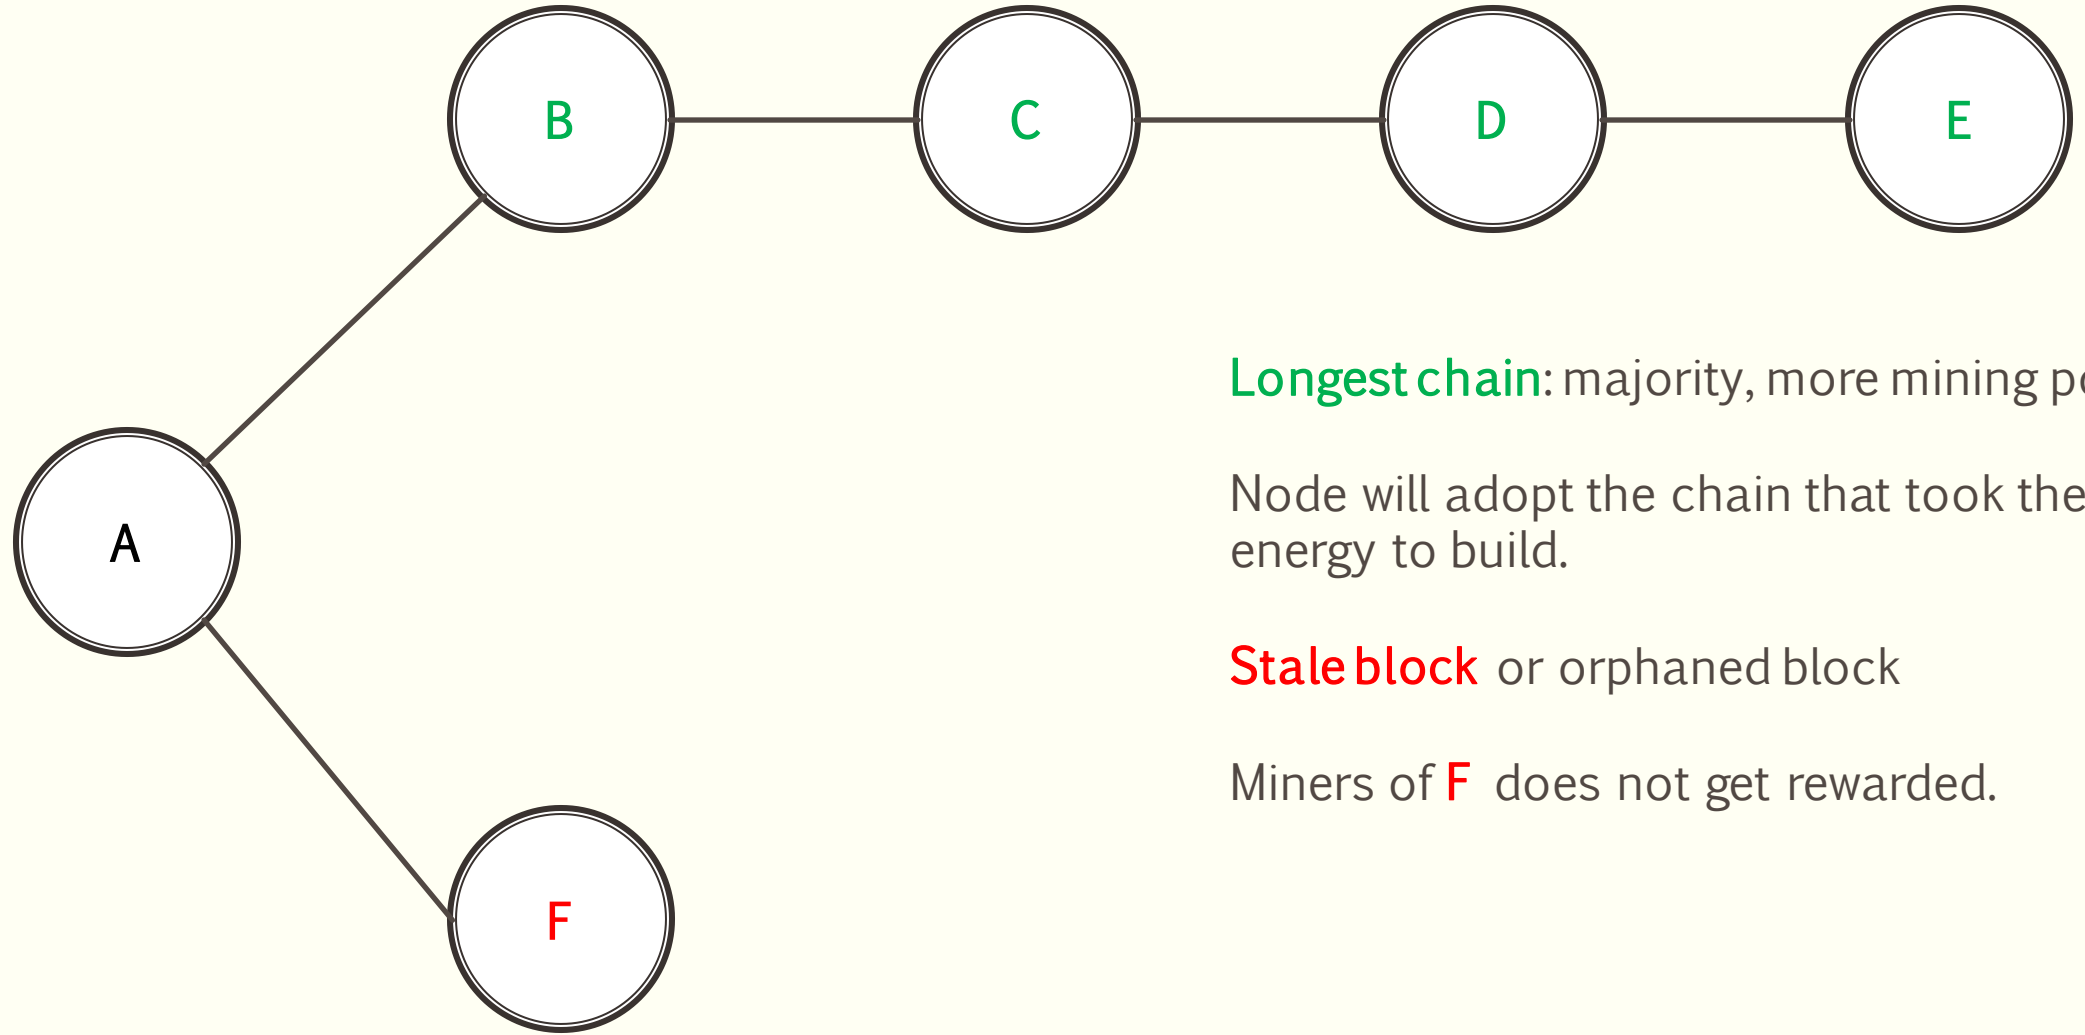 B
C
D
E
A
F
Longest chain: majority, more mining
Node will adopt the chain that took the
energy to build.
Stale block or orphaned block
Miners of F does not get rewarded.